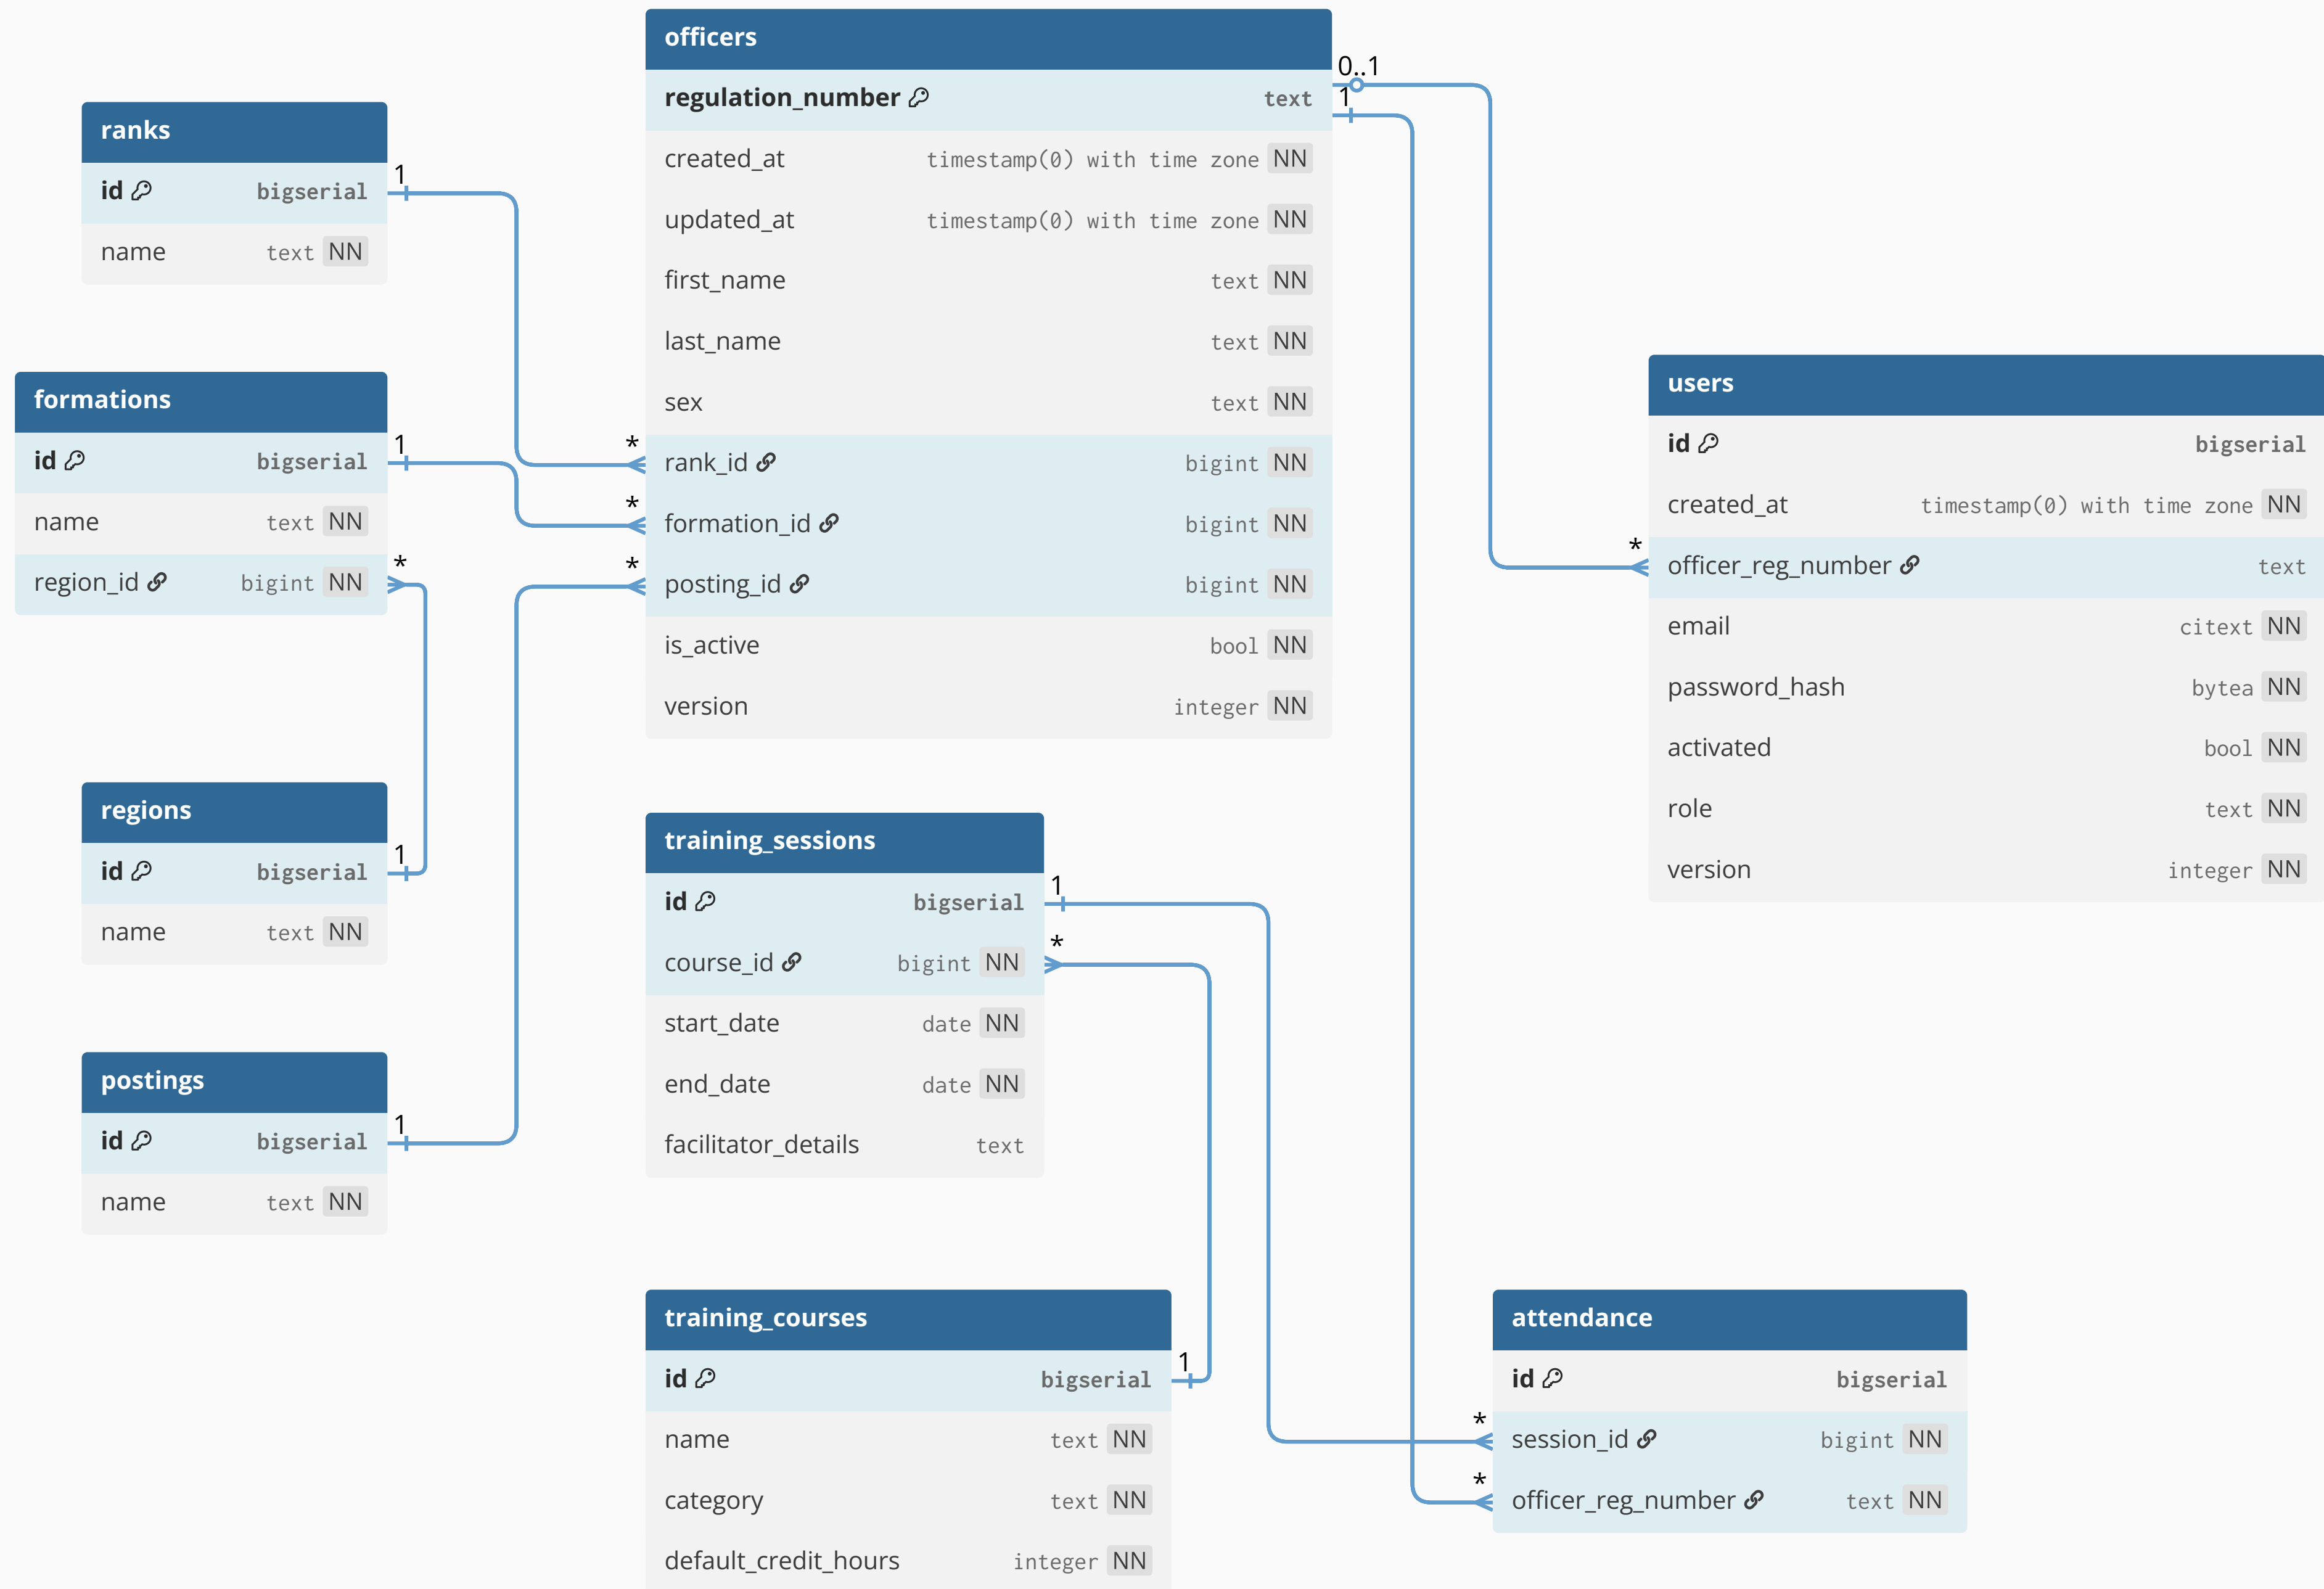 officers
regulation_number text
created_at timestamp(0) with time zone NN
updated_at timestamp(0) with time zone NN
first_name text NN
last_name text NN
sex text NN
rank_id bigint NN
formation_id bigint NN
posting_id bigint NN
is_active bool NN
version integer NN
0..1
1
*
*
*
ranks
id bigserial
name text NN
1
formations
id bigserial
name text NN
region_id bigint NN
1
*
regions
id bigserial
name text NN
1
postings
id bigserial
name text NN
1
users
id bigserial
created_at timestamp(0) with time zone NN
officer_reg_number text
email citext NN
password_hash bytea NN
activated bool NN
role text NN
version integer NN
*
training_sessions
id bigserial
course_id bigint NN
start_date date NN
end_date date NN
facilitator_details text
1
*
training_courses
id bigserial
name text NN
category text NN
default_credit_hours integer NN
1
attendance
id bigserial
session_id bigint NN
officer_reg_number text NN
*
*